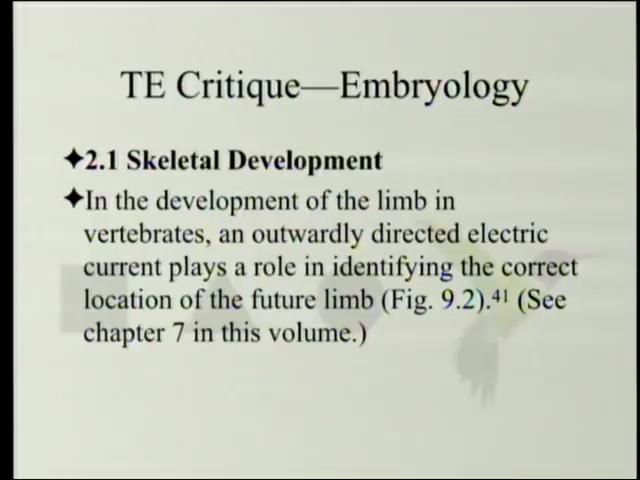 TE Critique—Embryology
✦2.1 Skeletal Development
✦In the development of the limb in
vertebrates, an outwardly directed electric
current plays a role in identifying the correct
location of the future limb (Fig. 9.2).⁴¹ (See
chapter 7 in this volume.)